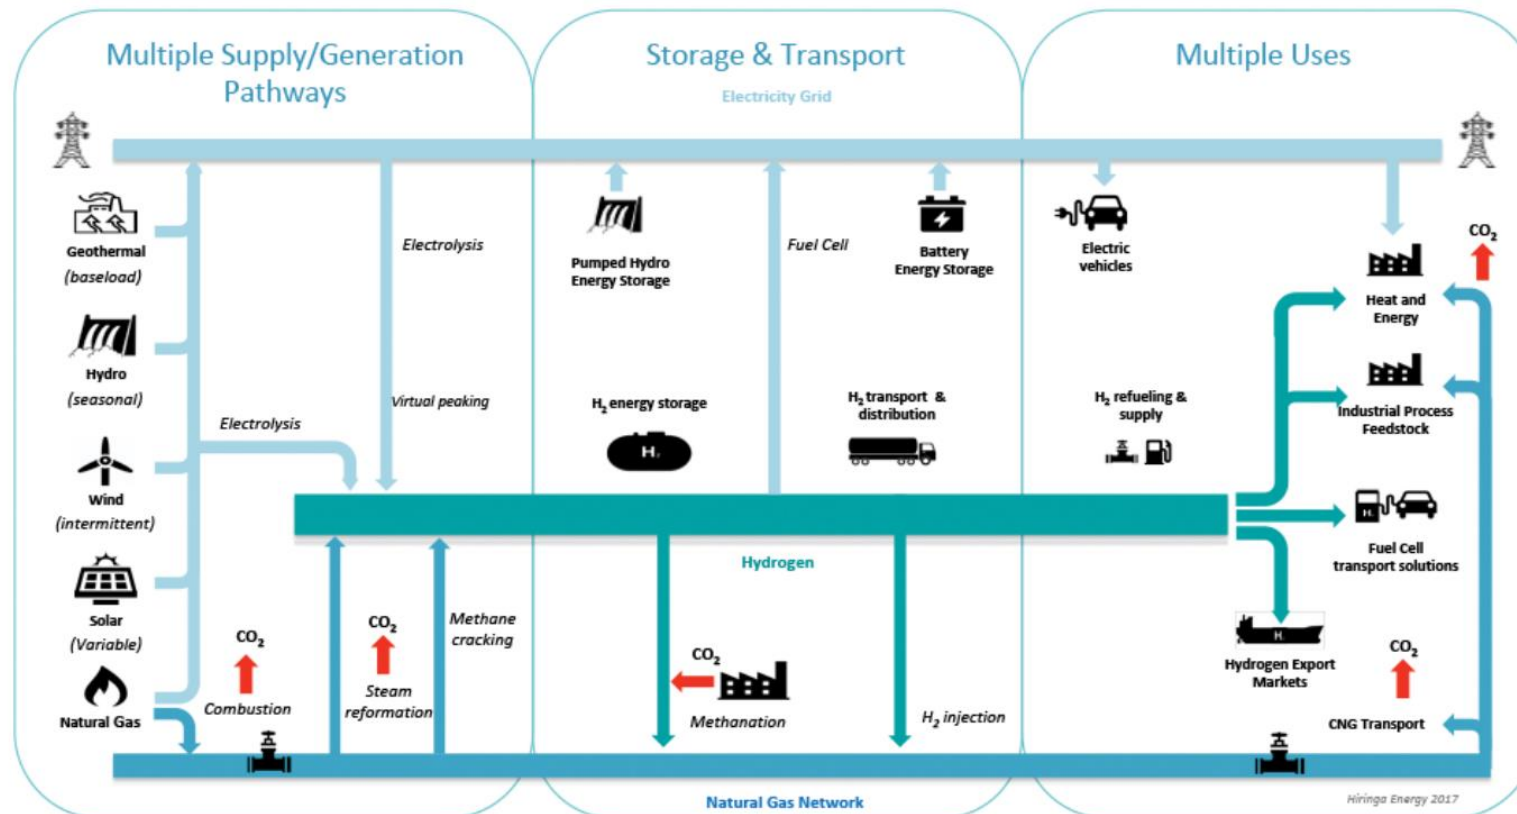 Multiple Supply/Generation
Pathways
Storage & Transport
Multiple Uses
Electricity Grid
Geothermal
(baseload)
Hydro
(seasonal)
Wind
(intermittent)
Solar
(Variable)
Natural Gas
Electrolysis
Virtual peaking
Electrolysis
CO₂
Combustion
CO₂
Steam
reformation
Methane
cracking
Pumped Hydro
Energy Storage
Fuel Cell
Battery
Energy Storage
H₂ energy storage
H₂ transport &
distribution
Hydrogen
CO₂
Methanation
H₂ injection
Natural Gas Network
Electric
vehicles
CO₂
Heat and
Energy
H₂ refueling &
supply
Industrial Process
Feedstock
Fuel Cell
transport solutions
Hydrogen Export
Markets
CO₂
CNG Transport
Hiringa Energy 2017